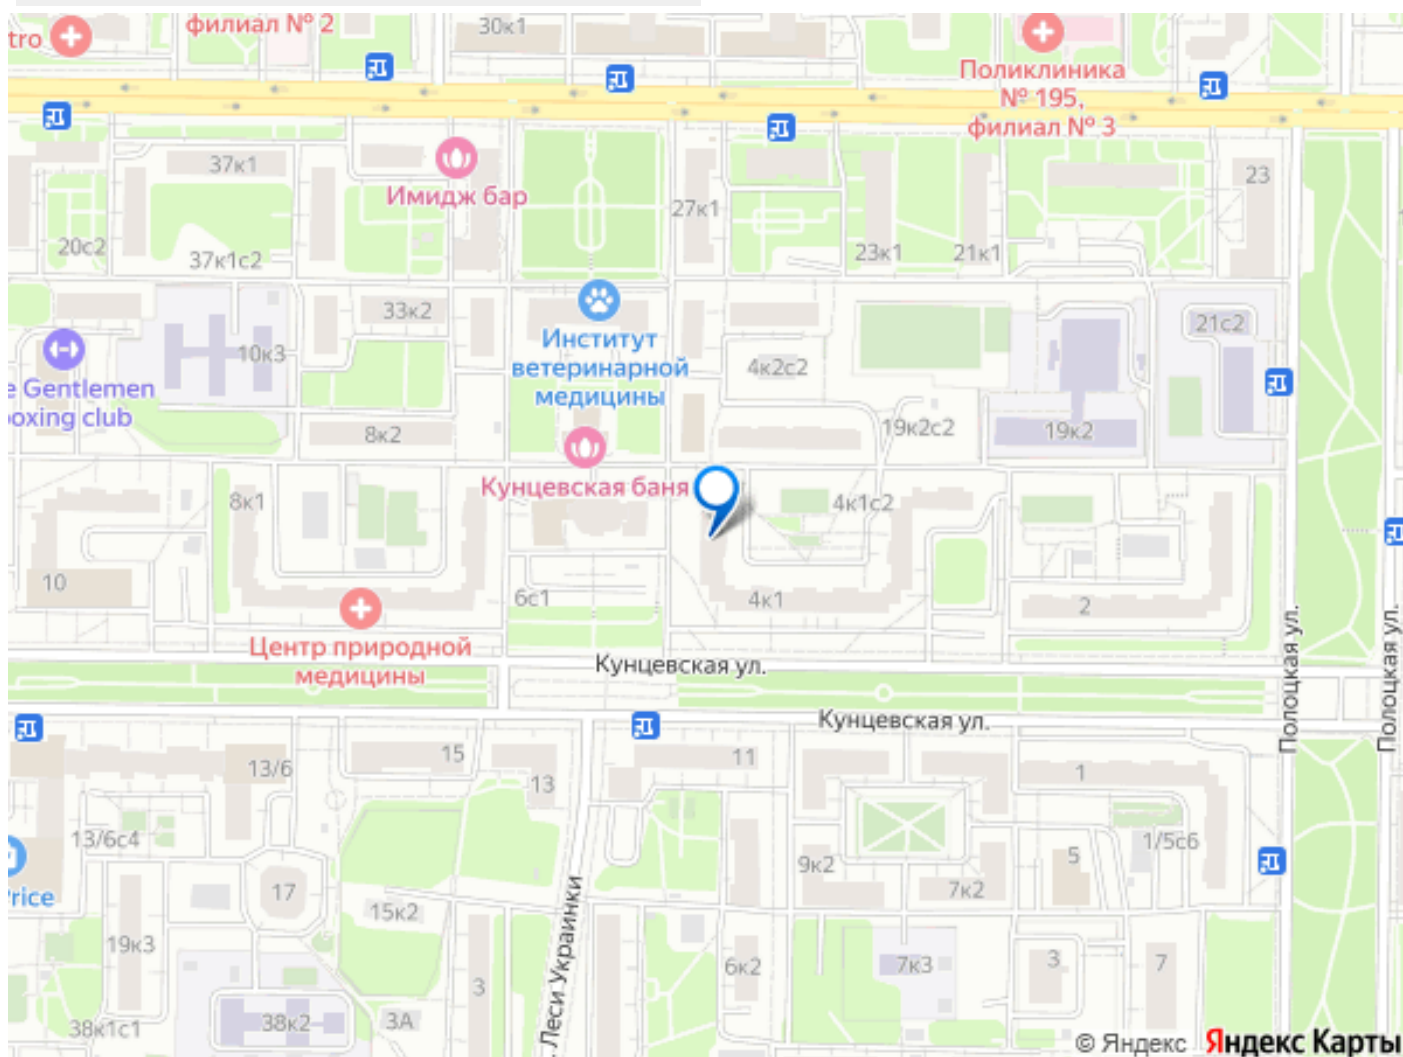 филиал № 2
30к1
tro
Поликлиника
№ 195,
филиал № 3
37к1
Имидж бар
23
27к1
20с2
37к1с2
23к1
21к1
33к2
21с2
Институт
ветеринарной
медицины
10к3
4к2с2
e Gentlemen
oxing club
8к2
19к2с2
19к2
Кунцевская баня
8к1
4к1с2
10
6с1
4к1
2
Центр природной
медицины
Кунцевская ул.
Полоцкая ул.
Полоцкая ул.
Кунцевская ул.
15
11
13/6
13
1
13/6с4
1/5с6
5
9к2
7к2
Price
17
15к2
Леси Украинки
19к3
6к2
7к3
3
7
3
38к1с1
38к2
3А
© Яндекс Яндекс Карты